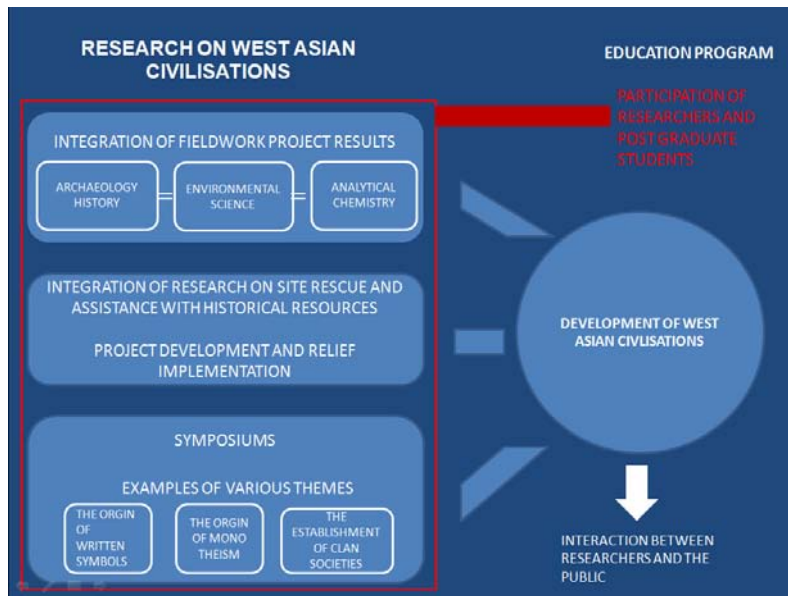 RESEARCH ON WEST ASIAN
CIVILISATIONS
EDUCATION PROGRAM
PARTICIPATION OF
RESEARCHERS AND
POST GRADUATE
STUDENTS
INTEGRATION OF FIELDWORK PROJECT RESULTS
ARCHAEOLOGY
HISTORY
=
ENVIRONMENTAL
SCIENCE
=
ANALYTICAL
CHEMISTRY
INTEGRATION OF RESEARCH ON SITE RESCUE AND
ASSISTANCE WITH HISTORICAL RESOURCES
PROJECT DEVELOPMENT AND RELIEF
IMPLEMENTATION
DEVELOPMENT OF WEST
ASIAN CIVLISATIONS
SYMPOSIUMS
EXAMPLES OF VARIOUS THEMES
THE ORGIN
OF
WRITTEN
SYMBOLS
THE ORGIN
OF MONO
THEISM
THE
ESTABLISHMENT
OF CLAN
SOCIETIES
INTERACTION BETWEEN
RESEARCHERS AND THE
PUBLIC